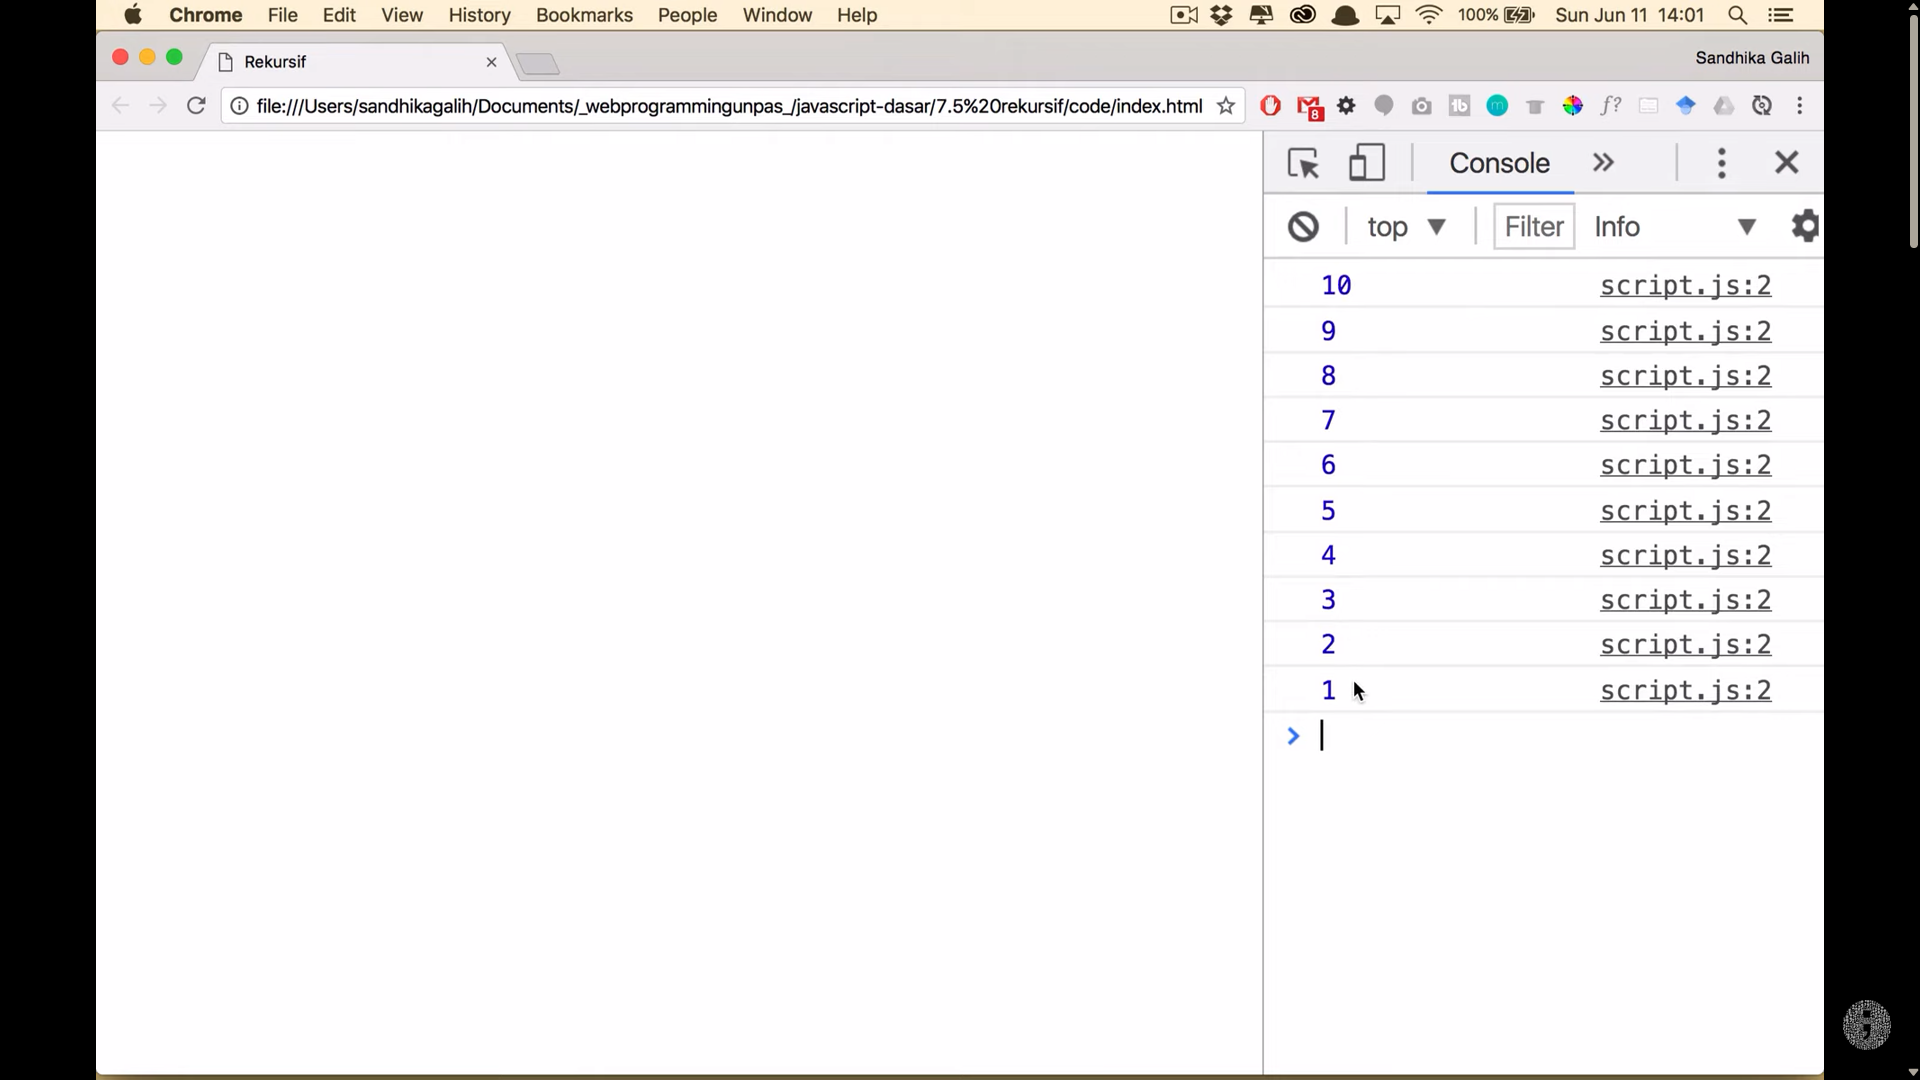 Chrome File Edit View History Bookmarks People Window Help 100% Sun Jun 11 14:01
Rekursif Sandhika Galih
file:///Users/sandhikagalih/Documents/_webprogrammingunpas_/javascript-dasar/7.5%20rekursif/code/index.html 8 tb m f?
Console
top Filter Info
10 script.js:2
9 script.js:2
8 script.js:2
7 script.js:2
6 script.js:2
5 script.js:2
4 script.js:2
3 script.js:2
2 script.js:2
1 script.js:2